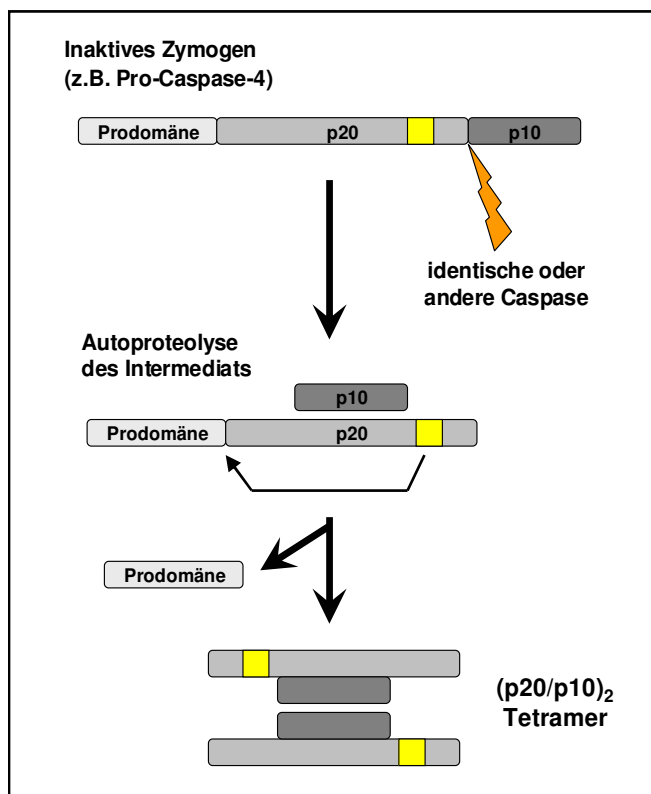 Inaktives Zymogen
(z.B. Pro-Caspase-4)
Prodomäne p20 p10
identische oder
andere Caspase
Autoproteolyse
des Intermediats
p10
Prodomäne p20
Prodomäne
(p20/p10)₂
Tetramer